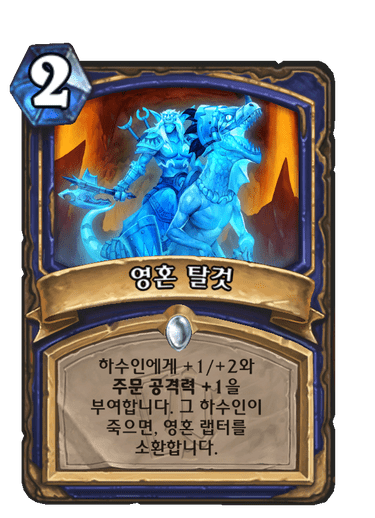 2
영혼 탈것
하수인에게 +1/+2와
주문 공격력 +1을
부여합니다. 그 하수인이
죽으면, 영혼 랩터를
소환합니다.